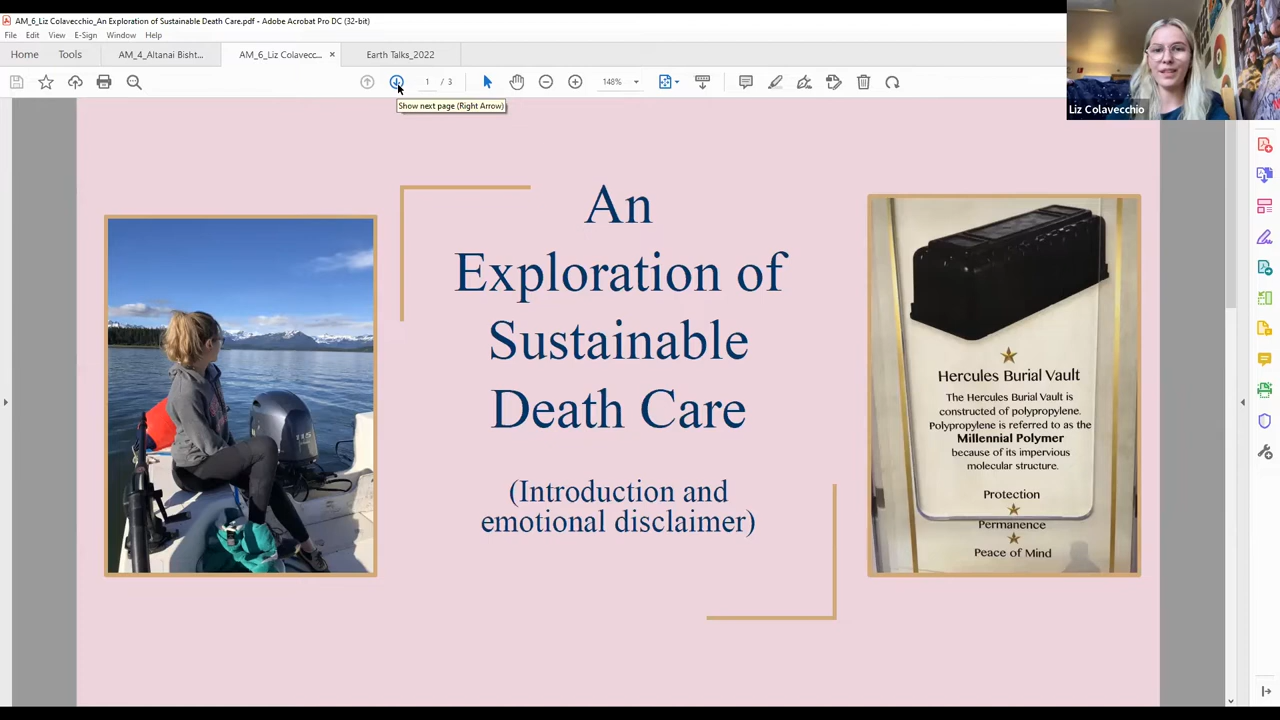 AM_6_Liz Colavecchio_An Exploration of Sustainable Death Care.pdf - Adobe Acrobat Pro DC (32-bit)
File Edit View E-Sign Window Help
Home Tools AM_4_Altanai Bisht... AM_6_Liz Colavecc... × Earth Talks_2022
1 / 3 148%
Show next page (Right Arrow)
Liz Colavecchio
An
Exploration of
Sustainable
Death Care
(Introduction and
emotional disclaimer)
115
Hercules Burial Vault
The Hercules Burial Vault is
constructed of polypropylene.
Polypropylene is referred to as the
Millennial Polymer
because of its impervious
molecular structure.
Protection
Permanence
Peace of Mind